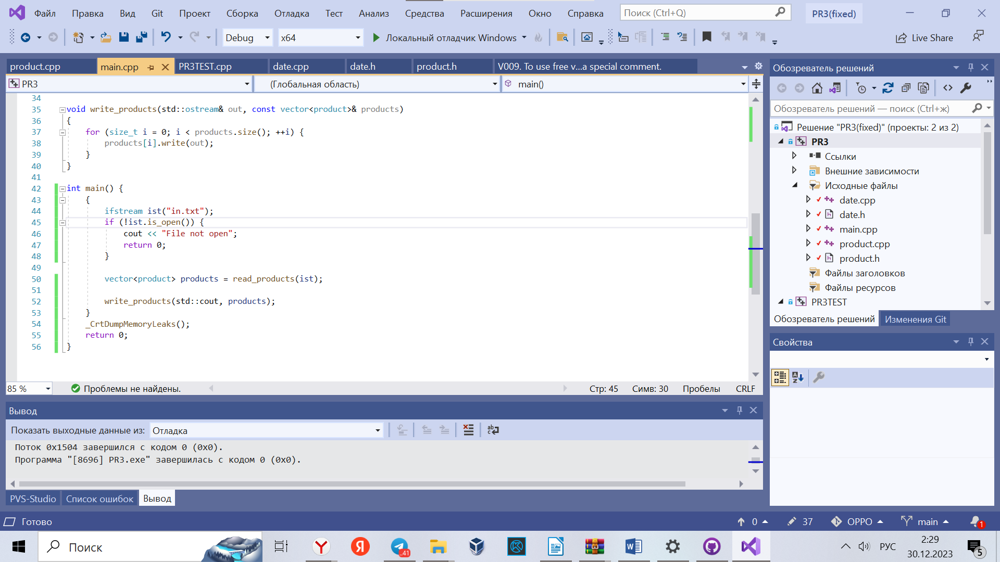 Файл Правка Вид Git Проект Сборка Отладка Тест Анализ Средства Расширения Окно Справка Поиск (Ctrl+Q) PR3(fixed)
Debug x64 Локальный отладчик Windows Live Share
product.cpp main.cpp PR3TEST.cpp date.cpp date.h product.h V009. To use free v...a special comment.
PR3 (Глобальная область) main()
34
35 void write_products(std::ostream& out, const vector<product>& products)
36 {
37 for (size_t i = 0; i < products.size(); ++i) {
38 products[i].write(out);
39 }
40 }
41
42 int main() {
43 {
44 ifstream ist("in.txt");
45 if (!ist.is_open()) {
46 cout << "File not open";
47 return 0;
48 }
49
50 vector<product> products = read_products(ist);
51
52 write_products(std::cout, products);
53 }
54 _CrtDumpMemoryLeaks();
55 return 0;
56 }
85 % Проблемы не найдены. Стр: 45 Симв: 30 Пробелы CRLF
Вывод
Показать выходные данные из: Отладка
Поток 0x1504 завершился с кодом 0 (0x0).
Программа "[8696] PR3.exe" завершилась с кодом 0 (0x0).
PVS-Studio Список ошибок Вывод
Обозреватель решений
Обозреватель решений — поиск (Ctrl+ж)
Решение "PR3(fixed)" (проекты: 2 из 2)
PR3
Ссылки
Внешние зависимости
Исходные файлы
date.cpp
date.h
main.cpp
product.cpp
product.h
Файлы заголовков
Файлы ресурсов
PR3TEST
Обозреватель решений Изменения Git
Свойства
Готово 0 37 OPPO main 1
Поиск ..41 РУС 2:29
30.12.2023 5